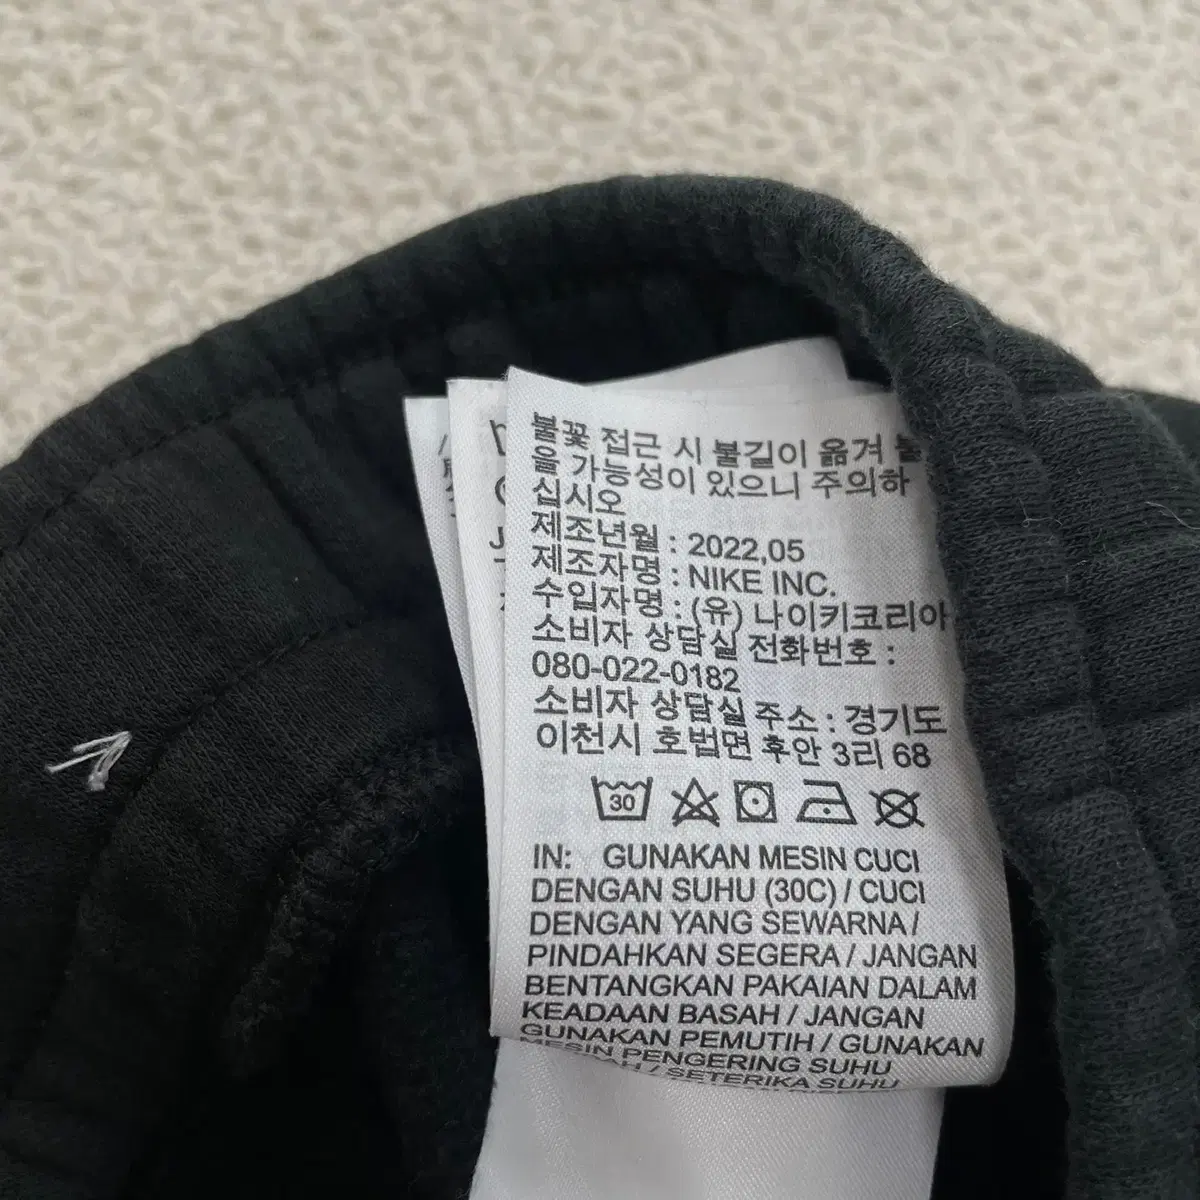 불꽃 접근 시 불길이 옮겨 붙
을 가능성이 있으니 주의하
십시오
제조년월 : 2022,05
제조자명 : NIKE INC.
수입자명 : (유) 나이키코리아
소비자 상담실 전화번호 :
080-022-0182
소비자 상담실 주소 : 경기도
이천시 호법면 후안 3리 68
30
IN: GUNAKAN MESIN CUCI
DENGAN SUHU (30C) / CUCI
DENGAN YANG SEWARNA /
PINDAHKAN SEGERA / JANGAN
BENTANGKAN PAKAIAN DALAM
KEADAAN BASAH / JANGAN
GUNAKAN PEMUTIH / GUNAKAN
MESIN PENGERING SUHU
/ SETERIKA SUHU